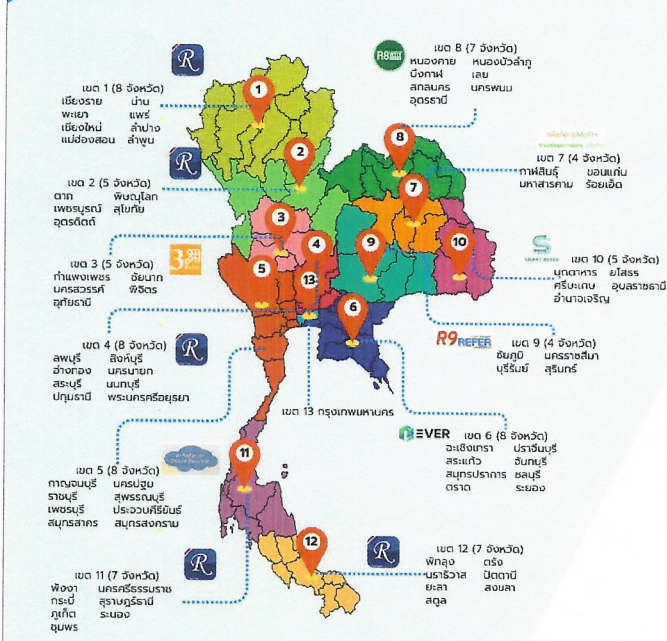 R
เขต 1 (8 จังหวัด)
เชียงราย น่าน
พะเยา แพร่
เชียงใหม่ ลำปาง
แม่ฮ่องสอน ลำพูน
1
R8
เขต 8 (7 จังหวัด)
หนองคาย หนองบัวลำภู
บึงกาฬ เลย
สกลนคร นครพนม
อุดรธานี
8
R
เขต 2 (5 จังหวัด)
ตาก พิษณุโลก
เพชรบูรณ์ สุโขทัย
อุตรดิตถ์
2
เขต 7 (4 จังหวัด)
กาฬสินธุ์ ขอนแก่น
มหาสารคาม ร้อยเอ็ด
7
3
เขต 3 (5 จังหวัด)
กำแพงเพชร ชัยนาท
นครสวรรค์ พิจิตร
อุทัยธานี
3
4
9
10
5
13
6
SMART REFER
เขต 10 (5 จังหวัด)
มุกดาหาร ยโสธร
ศรีษะเกษ อุบลราชธานี
อำนาจเจริญ
R
เขต 4 (8 จังหวัด)
ลพบุรี สิงห์บุรี
อ่างทอง นครนายก
สระบุรี นนทบุรี
ปทุมธานี พระนครศรีอยุธยา
R9 REFER
เขต 9 (4 จังหวัด)
ชัยภูมิ นครราชสีมา
บุรีรัมย์ สุรินทร์
เขต 13 กรุงเทพมหานคร
EVER
เขต 6 (8 จังหวัด)
ฉะเชิงเทรา ปราจีนบุรี
สระแก้ว จันทบุรี
สมุทรปราการ ชลบุรี
ตราด ระยอง
เขต 5 (8 จังหวัด)
กาญจนบุรี นครปฐม
ราชบุรี สุพรรณบุรี
เพชรบุรี ประจวบคีรีขันธ์
สมุทรสาคร สมุทรสงคราม
11
12
R
เขต 11 (7 จังหวัด)
พังงา นครศรีธรรมราช
กระบี่ สุราษฎร์ธานี
ภูเก็ต ระนอง
ชุมพร
R
เขต 12 (7 จังหวัด)
พัทลุง ตรัง
นราธิวาส ปัตตานี
ยะลา สงขลา
สตูล